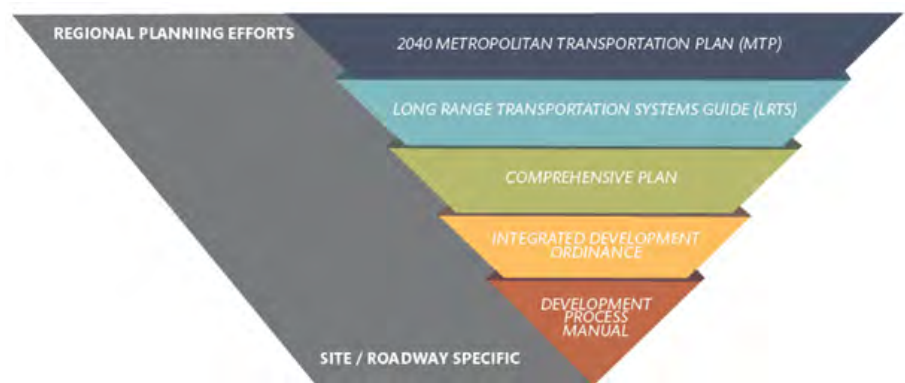 REGIONAL PLANNING EFFORTS
2040 METROPOLITAN TRANSPORTATION PLAN (MTP)
LONG RANGE TRANSPORTATION SYSTEMS GUIDE (LRTS)
COMPREHENSIVE PLAN
INTEGRATED DEVELOPMENT
ORDINANCE
DEVELOPMENT
PROCESS
MANUAL
SITE / ROADWAY SPECIFIC